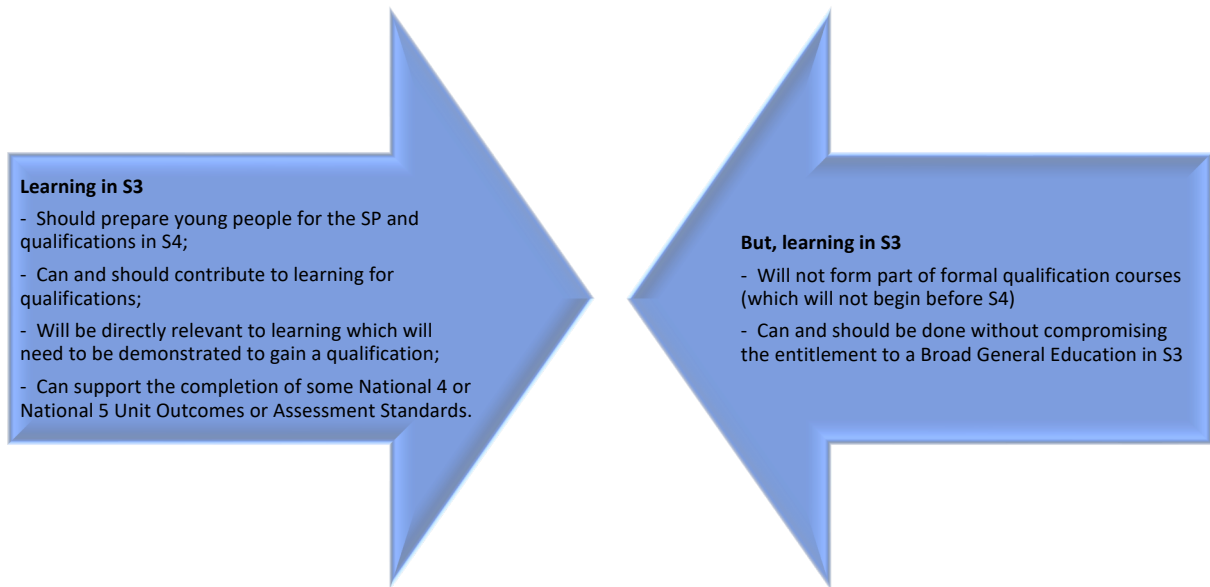 Learning in S3
- Should prepare young people for the SP and
qualifications in S4;
- Can and should contribute to learning for
qualifications;
- Will be directly relevant to learning which will
need to be demonstrated to gain a qualification;
- Can support the completion of some National 4 or
National 5 Unit Outcomes or Assessment Standards.
But, learning in S3
- Will not form part of formal qualification courses
(which will not begin before S4)
- Can and should be done without compromising
the entitlement to a Broad General Education in S3